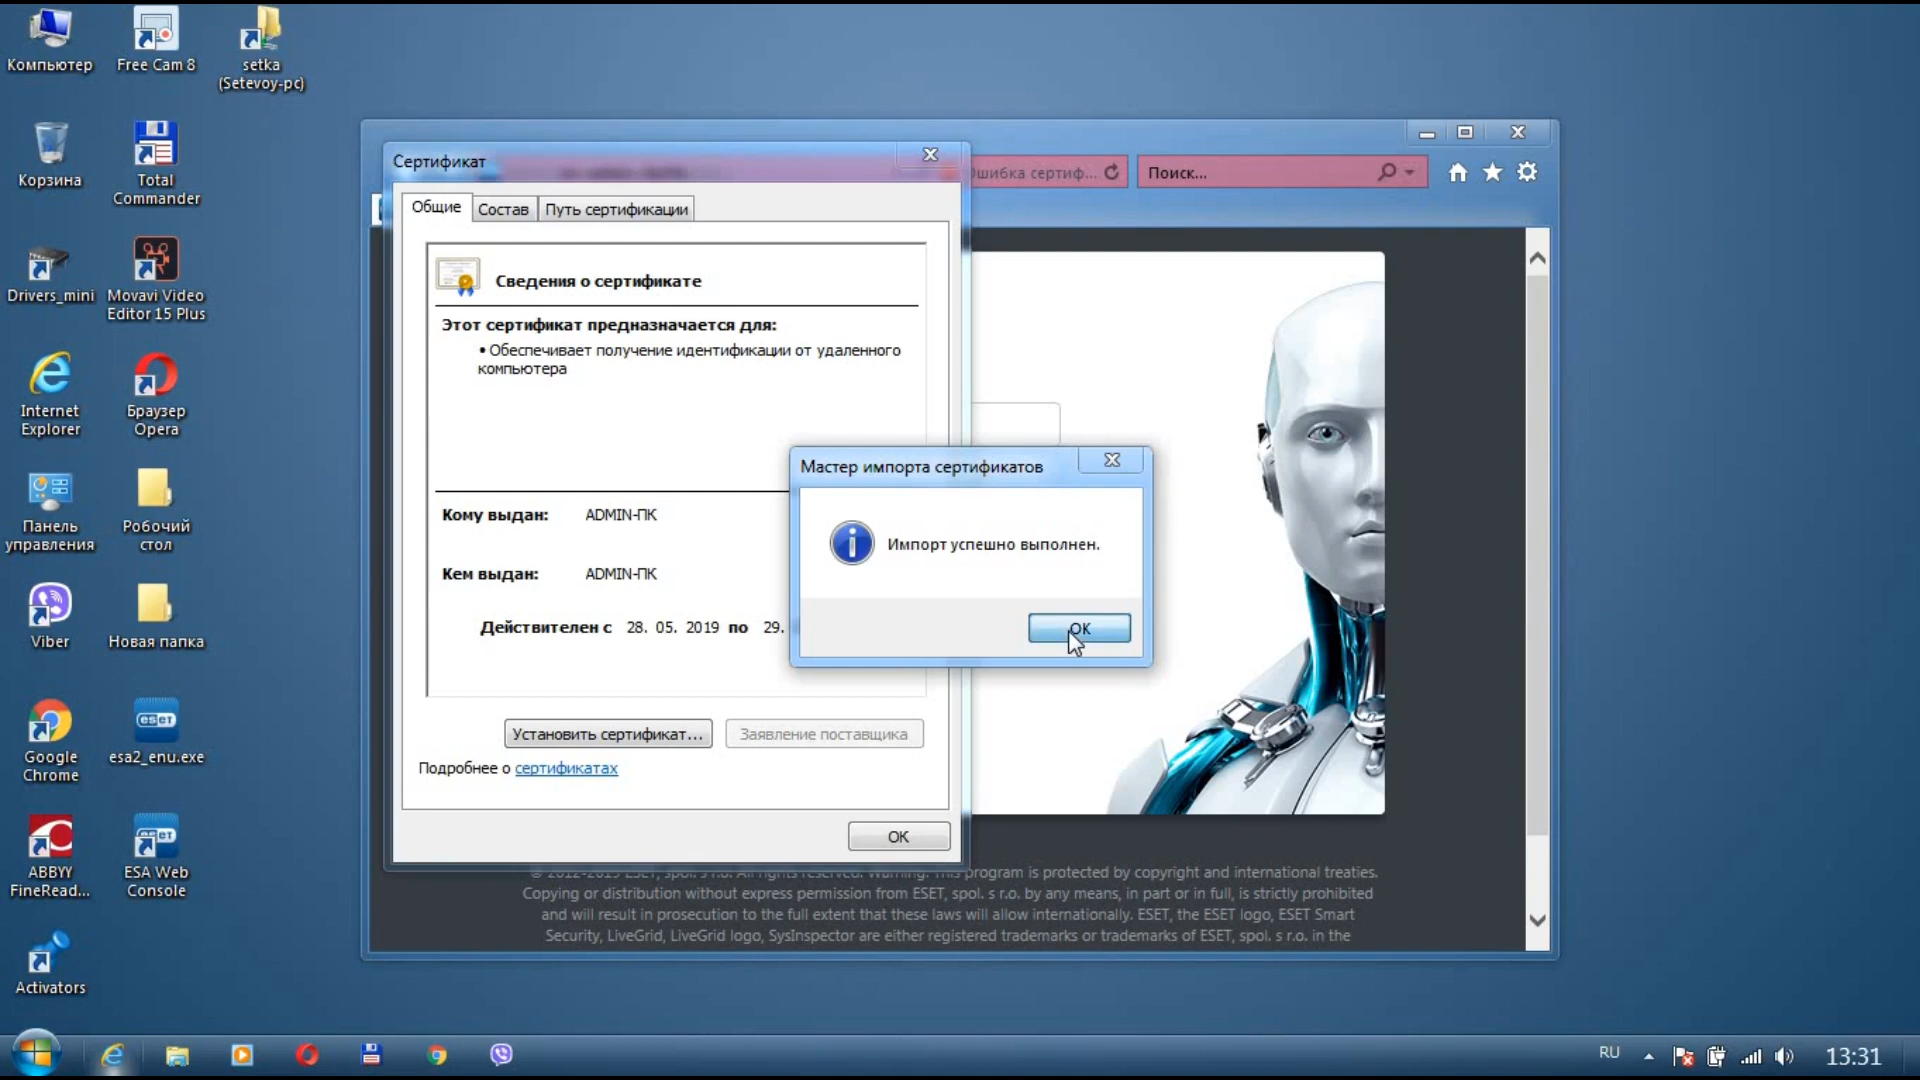 Компьютер
Free Cam 8
setka
(Setevoy-pc)
Корзина
Total
Commander
Drivers_mini
Movavi Video
Editor 15 Plus
Internet
Explorer
Браузер
Opera
Панель
управления
Робочий
стол
Viber
Новая папка
Google
Chrome
eset
esa2_enu.exe
ABBYY
FineRead...
ESA Web
Console
Activators
Сертификат
шибка сертиф...
Поиск...
Общие
Состав
Путь сертификации
Сведения о сертификате
Этот сертификат предназначается для:
• Обеспечивает получение идентификации от удаленного
компьютера
Кому выдан: ADMIN-ПК
Кем выдан: ADMIN-ПК
Действителен с 28. 05. 2019 по 29.
Установить сертификат...
Заявление поставщика
Подробнее о сертификатах
OK
Мастер импорта сертификатов
Импорт успешно выполнен.
OK
program is protected by copyright and international treaties.
Copying or distribution without express permission from ESET, spol. s r.o. by any means, in part or in full, is strictly prohibited
and will result in prosecution to the full extent that these laws will allow internationally. ESET, the ESET logo, ESET Smart
Security, LiveGrid, LiveGrid logo, SysInspector are either registered trademarks or trademarks of ESET, spol. s r.o. in the
RU
13:31